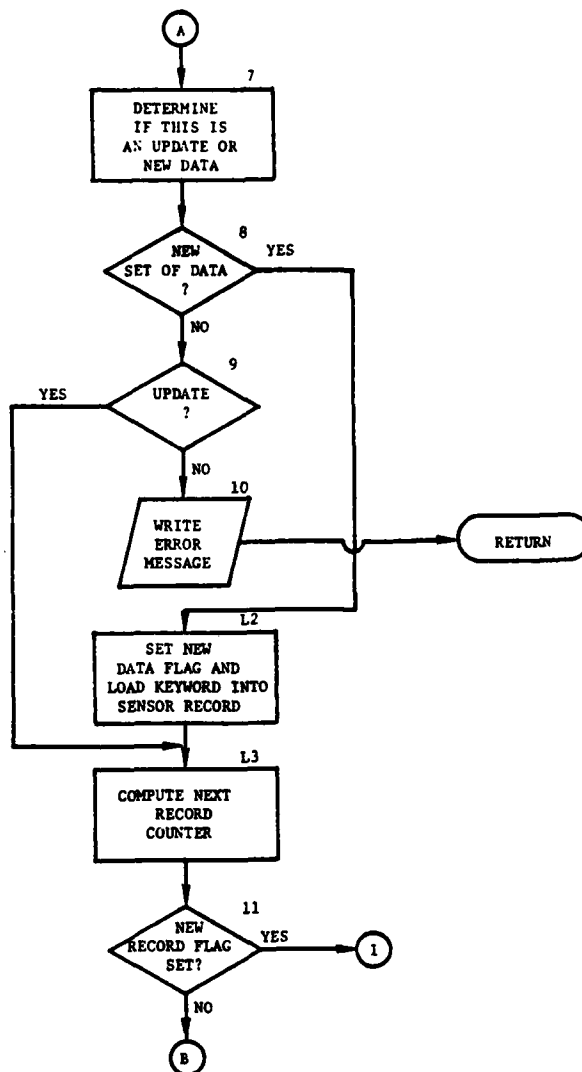 A
7
DETERMINE
IF THIS IS
AN UPDATE OR
NEW DATA
8
NEW
SET OF DATA
?
YES
NO
9
YES
UPDATE
?
NO
10
WRITE
ERROR
MESSAGE
RETURN
L2
SET NEW
DATA FLAG AND
LOAD KEYWORD INTO
SENSOR RECORD
L3
COMPUTE NEXT
RECORD
COUNTER
11
NEW
RECORD FLAG
SET?
YES
1
NO
B